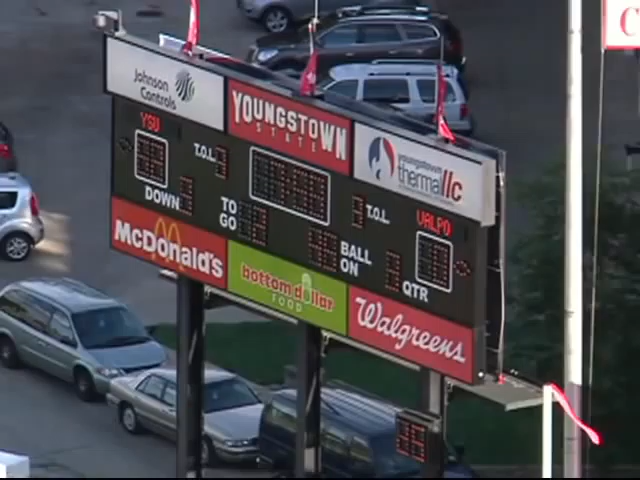 Johnson
Controls
YOUNGSTOWN
STATE
youngstown
thermal llc
YSU
T.O.L
T.O.L
VALPO
DOWN
TO
GO
BALL
ON
QTR
McDonald's
bottom dollar
FOOD
Walgreens
C